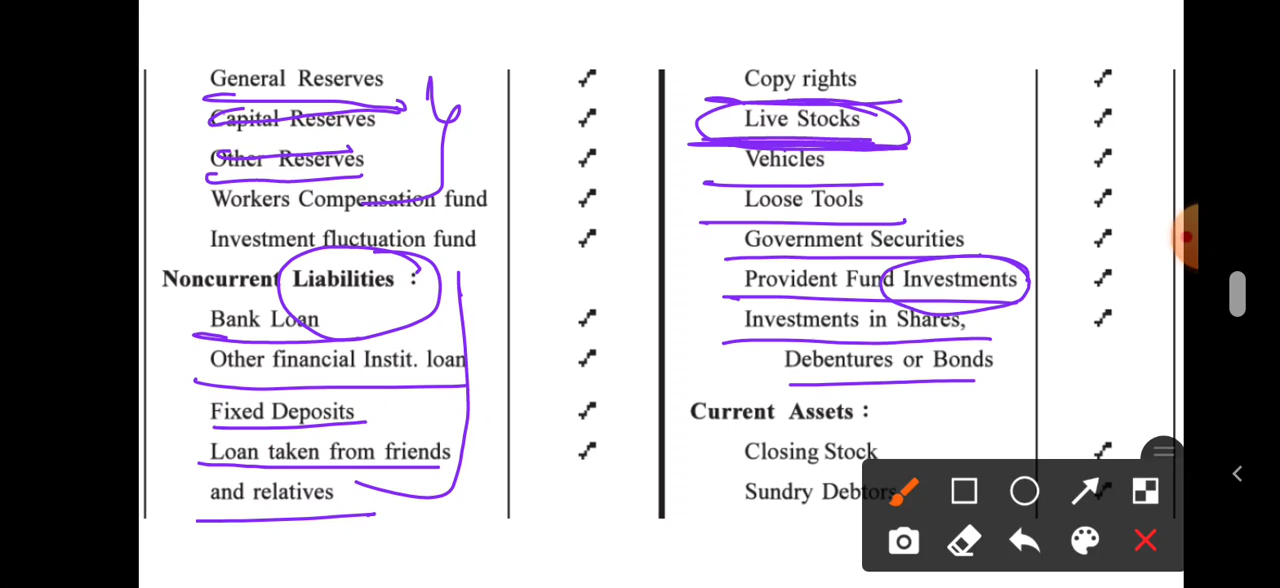 General Reserves
Capital Reserves
Other Reserves
Workers Compensation fund
Investment fluctuation fund
Noncurrent Liabilities :
Bank Loan
Other financial Instit. loan
Fixed Deposits
Loan taken from friends
and relatives
Copy rights
Live Stocks
Vehicles
Loose Tools
Government Securities
Provident Fund Investments
Investments in Shares,
Debentures or Bonds
Current Assets :
Closing Stock
Sundry Debtors